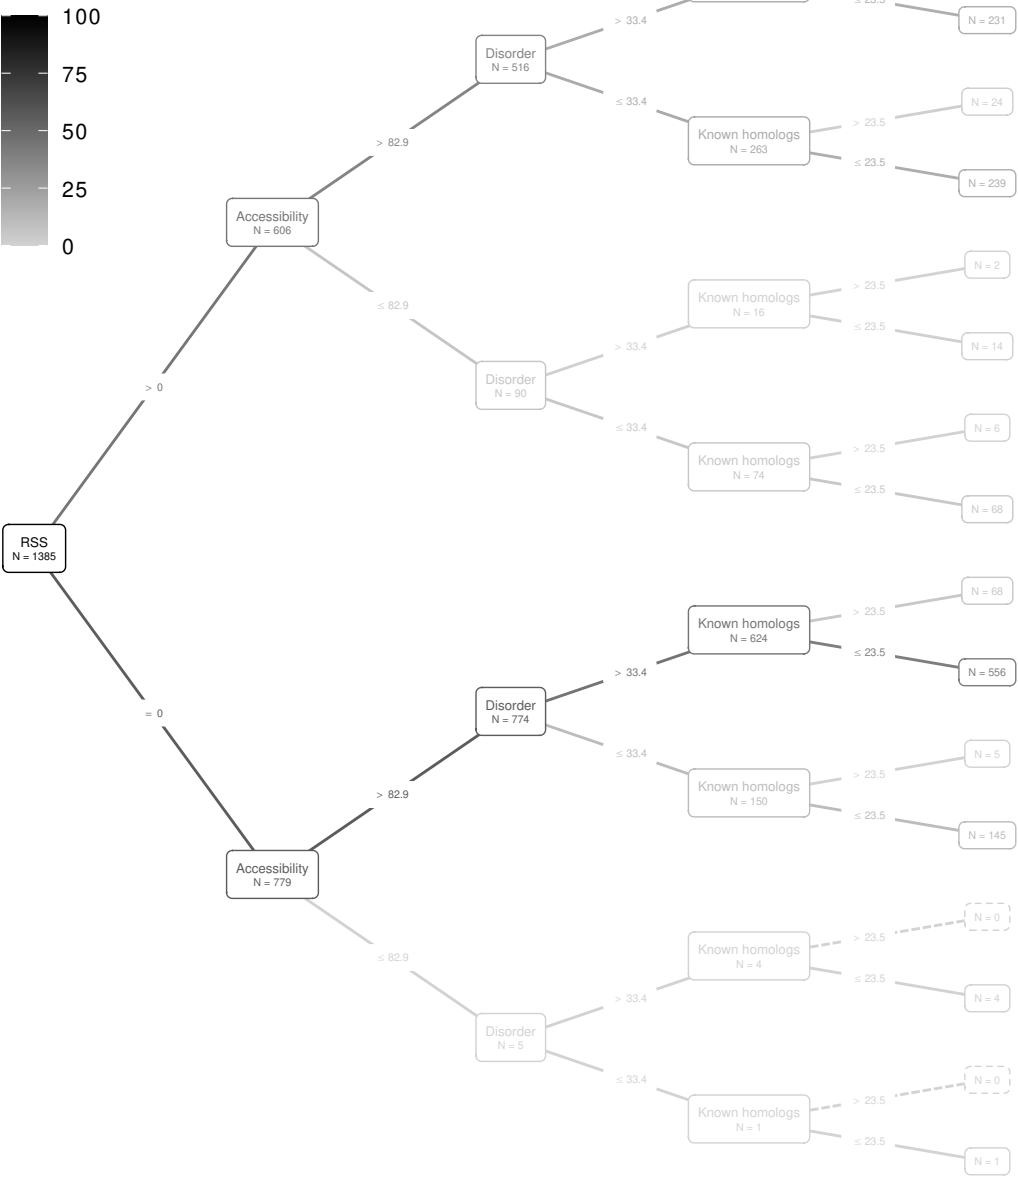 100
75
50
25
0
> 33.4
≤ 23.5
N = 231
Disorder
N = 516
≤ 33.4
> 23.5
N = 24
Known homologs
N = 263
≤ 23.5
N = 239
> 82.9
Accessibility
N = 606
≤ 82.9
> 23.5
N = 2
Known homologs
N = 16
≤ 23.5
N = 14
> 33.4
Disorder
N = 90
≤ 33.4
> 23.5
N = 6
Known homologs
N = 74
≤ 23.5
N = 68
> 0
RSS
N = 1385
= 0
> 23.5
N = 68
Known homologs
N = 624
≤ 23.5
N = 556
> 33.4
Disorder
N = 774
≤ 33.4
> 23.5
N = 5
Known homologs
N = 150
≤ 23.5
N = 145
> 82.9
Accessibility
N = 779
≤ 82.9
> 23.5
N = 0
Known homologs
N = 4
≤ 23.5
N = 4
> 33.4
Disorder
N = 5
≤ 33.4
> 23.5
N = 0
Known homologs
N = 1
≤ 23.5
N = 1